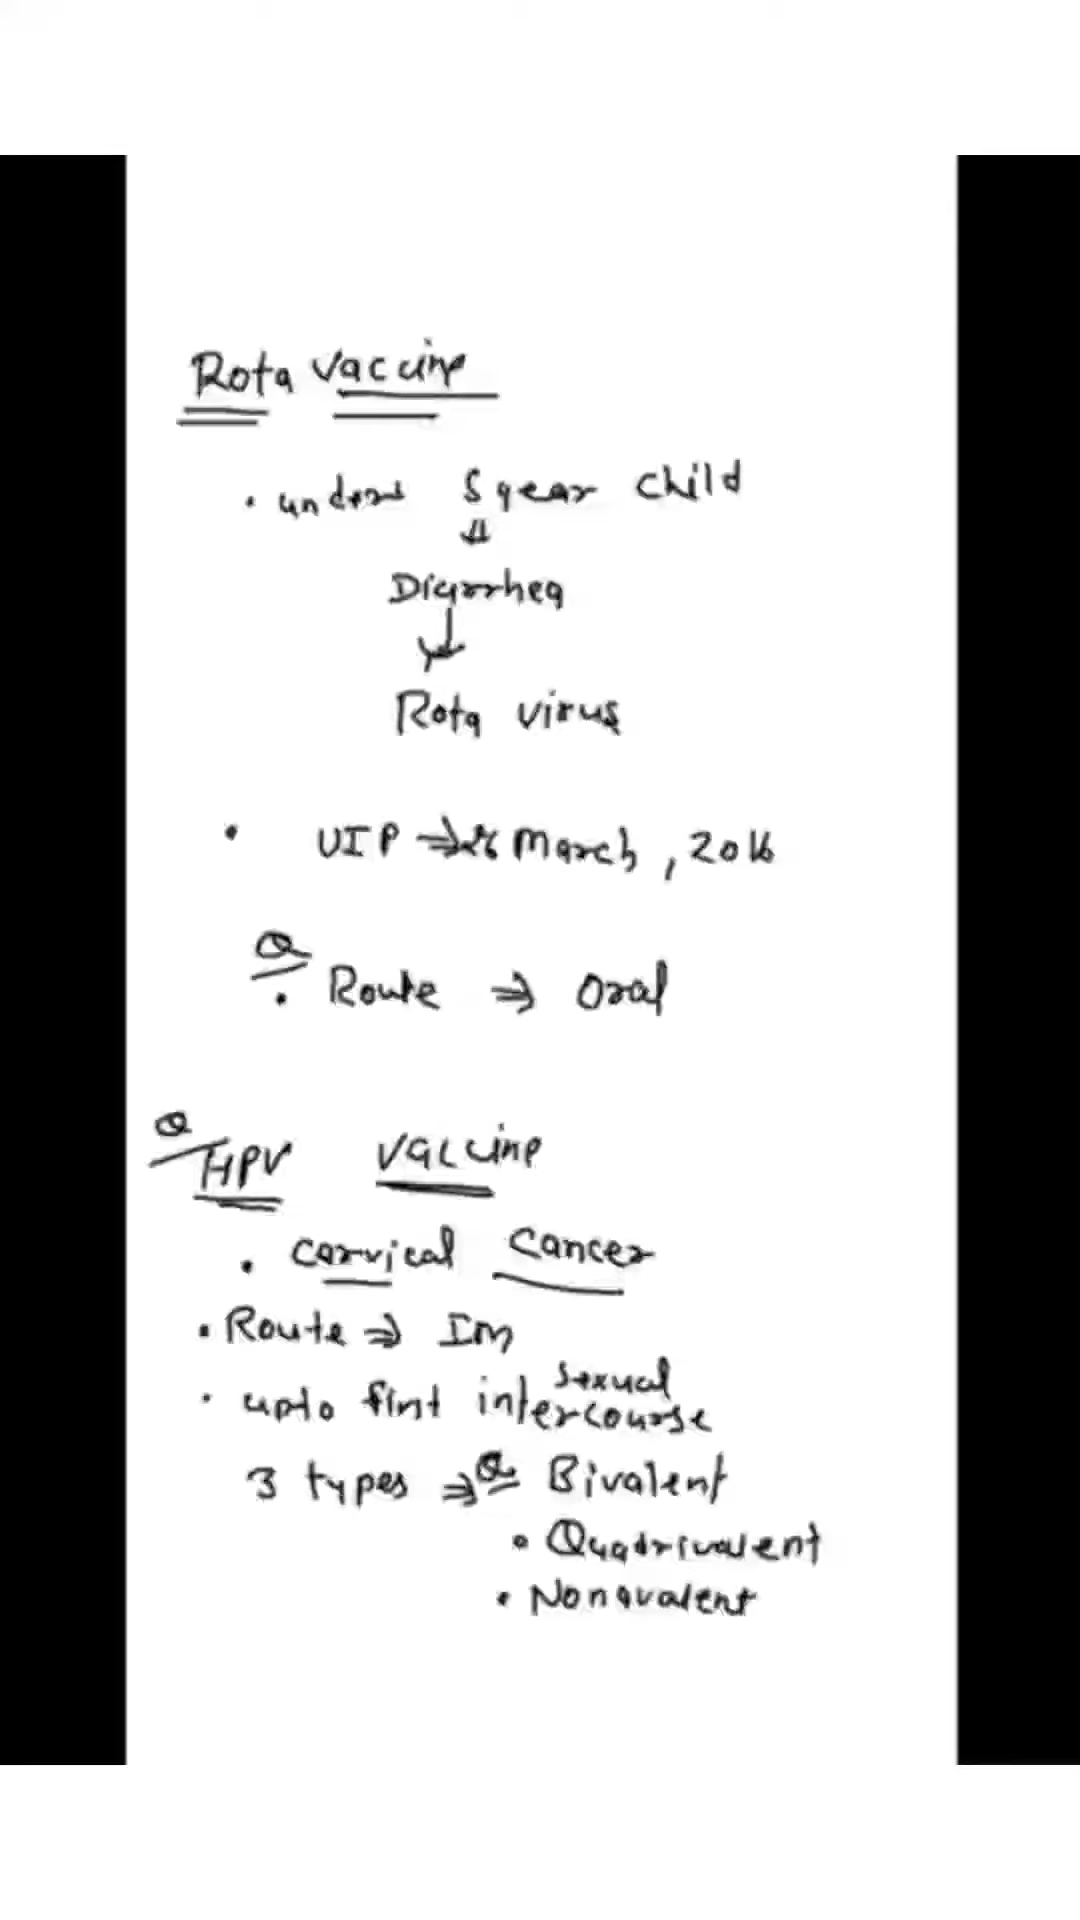 Rota vaccine
• under 5 year child
⇓
Diarrhea
↓
Rota virus
• UIP ⇒ 26 March, 2016
Q
• Route ⇒ Oral
Q
HPV vaccine
• Cervical Cancer
• Route ⇒ IM
• upto first sexual intercourse
3 types ⇒ Q Bivalent
• Quadrivalent
• Nonavalent